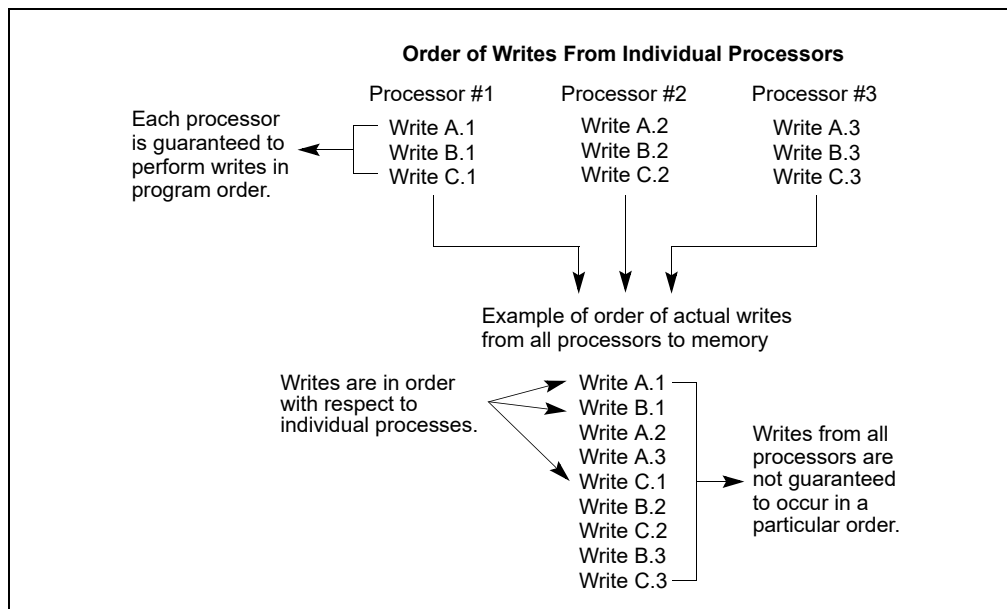 Order of Writes From Individual Processors
Processor #1
Processor #2
Processor #3
Each processor
is guaranteed to
perform writes in
program order.
Write A.1
Write B.1
Write C.1
Write A.2
Write B.2
Write C.2
Write A.3
Write B.3
Write C.3
Example of order of actual writes
from all processors to memory
Writes are in order
with respect to
individual processes.
Write A.1
Write B.1
Write A.2
Write A.3
Write C.1
Write B.2
Write C.2
Write B.3
Write C.3
Writes from all
processors are
not guaranteed
to occur in a
particular order.